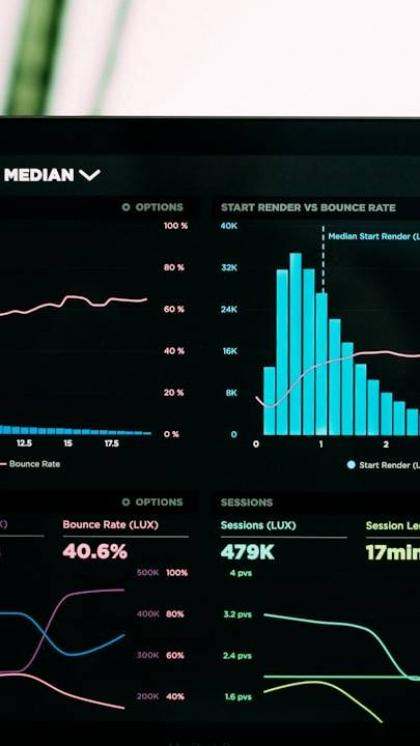 MEDIAN
OPTIONS
100 %
80 %
60 %
40 %
20 %
0 %
12.5 15 17.5
Bounce Rate
START RENDER VS BOUNCE RATE
40K
32K
24K
16K
8K
0
Median Start Render (L
0 1 2
Start Render (L
OPTIONS
Bounce Rate (LUX)
40.6%
500K 100%
400K 80%
300K 60%
200K 40%
SESSIONS
Sessions (LUX)
479K
4 pvs
3.2 pvs
2.4 pvs
1.6 pvs
Session Le
17min